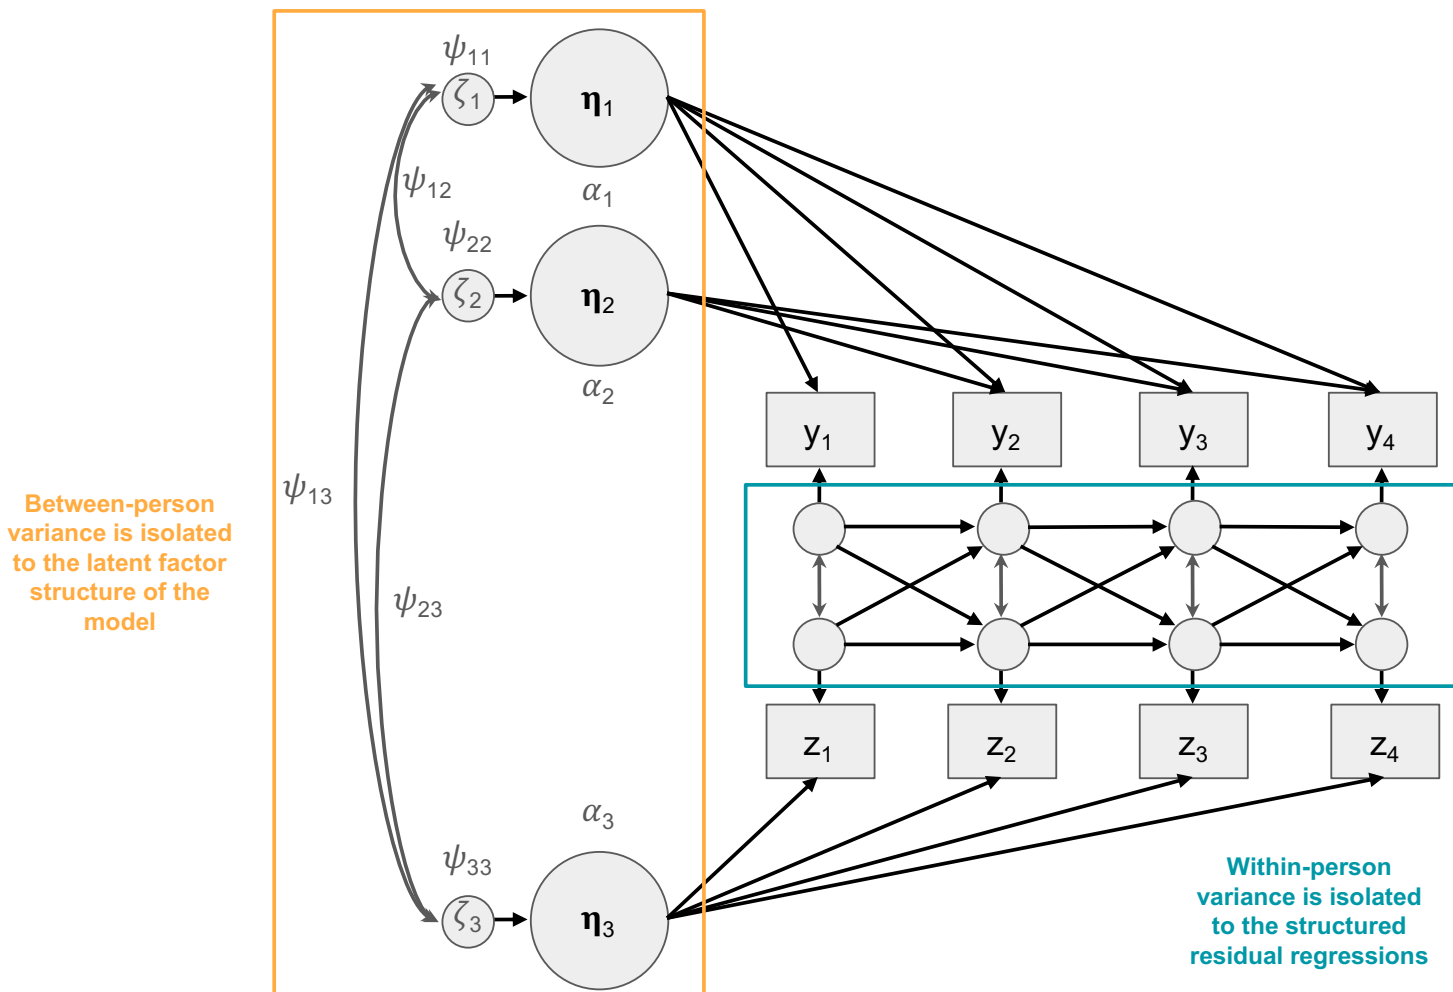 ψ₁₁
ζ₁
η₁
α₁
ψ₁₂
ψ₂₂
ζ₂
η₂
α₂
y₁ y₂ y₃ y₄
ψ₁₃
Between-person
variance is isolated
to the latent factor
structure of the
model
ψ₂₃
z₁ z₂ z₃ z₄
α₃
ψ₃₃
ζ₃
η₃
Within-person
variance is isolated
to the structured
residual regressions